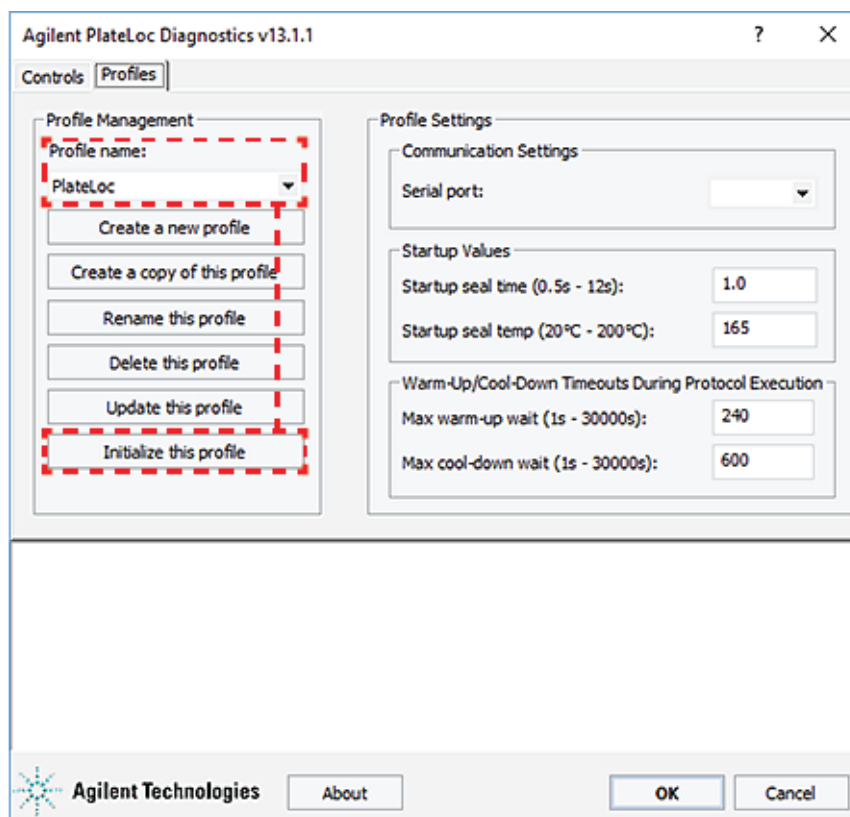 Agilent PlateLoc Diagnostics v13.1.1
Controls Profiles
Profile Management
Profile name:
PlateLoc
Create a new profile
Create a copy of this profile
Rename this profile
Delete this profile
Update this profile
Initialize this profile
Profile Settings
Communication Settings
Serial port:
Startup Values
Startup seal time (0.5s - 12s): 1.0
Startup seal temp (20°C - 200°C): 165
Warm-Up/Cool-Down Timeouts During Protocol Execution
Max warm-up wait (1s - 30000s): 240
Max cool-down wait (1s - 30000s): 600
Agilent Technologies About OK Cancel